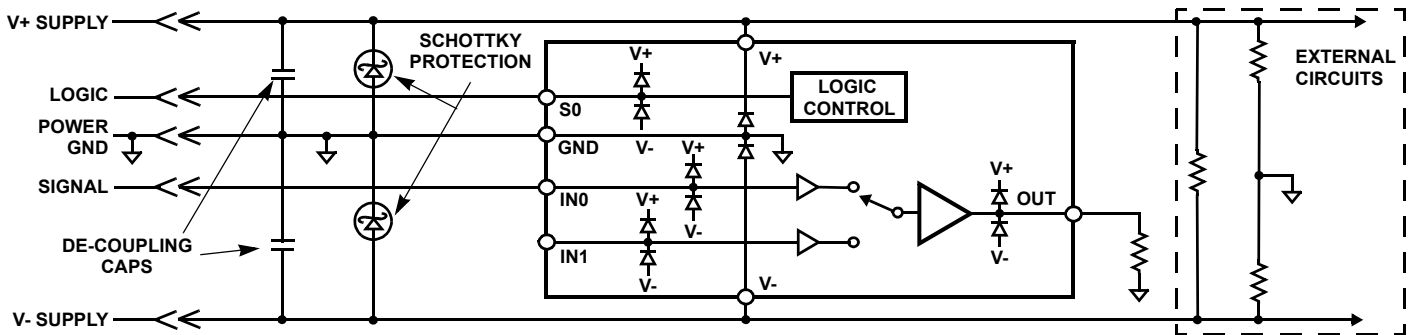 V+ SUPPLY
SCHOTTKY
PROTECTION
V+
V+
EXTERNAL
CIRCUITS
LOGIC
S0
LOGIC
CONTROL
POWER
GND
GND
V-
V+
SIGNAL
IN0
V+
V+
OUT
V-
DE-COUPLING
CAPS
IN1
V-
V-
V-
V- SUPPLY